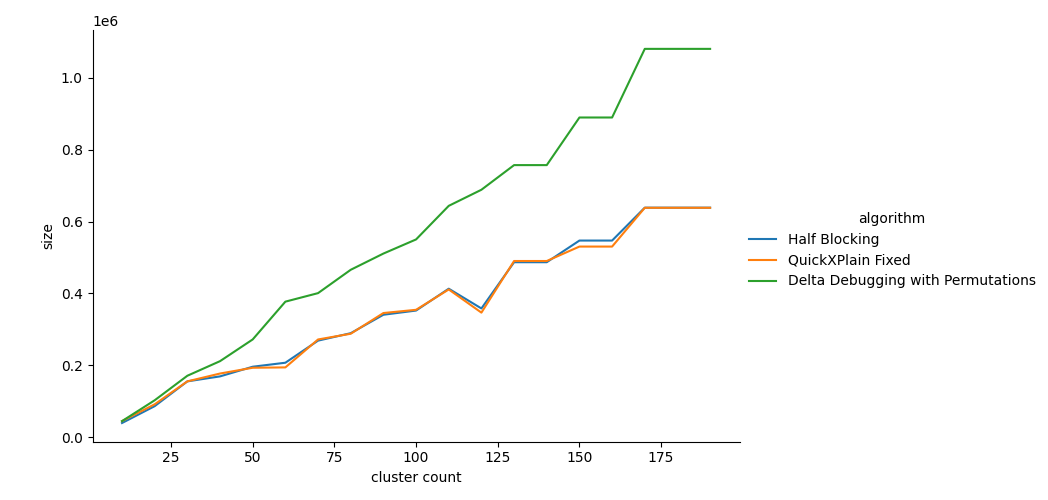 1e6
1.0
0.8
0.6
0.4
0.2
0.0
size
25 50 75 100 125 150 175
cluster count
algorithm
Half Blocking
QuickXPlain Fixed
Delta Debugging with Permutations